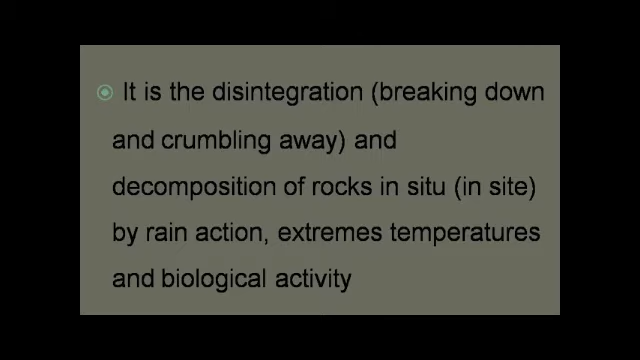 It is the disintegration (breaking down
and crumbling away) and
decomposition of rocks in situ (in site)
by rain action, extremes temperatures
and biological activity